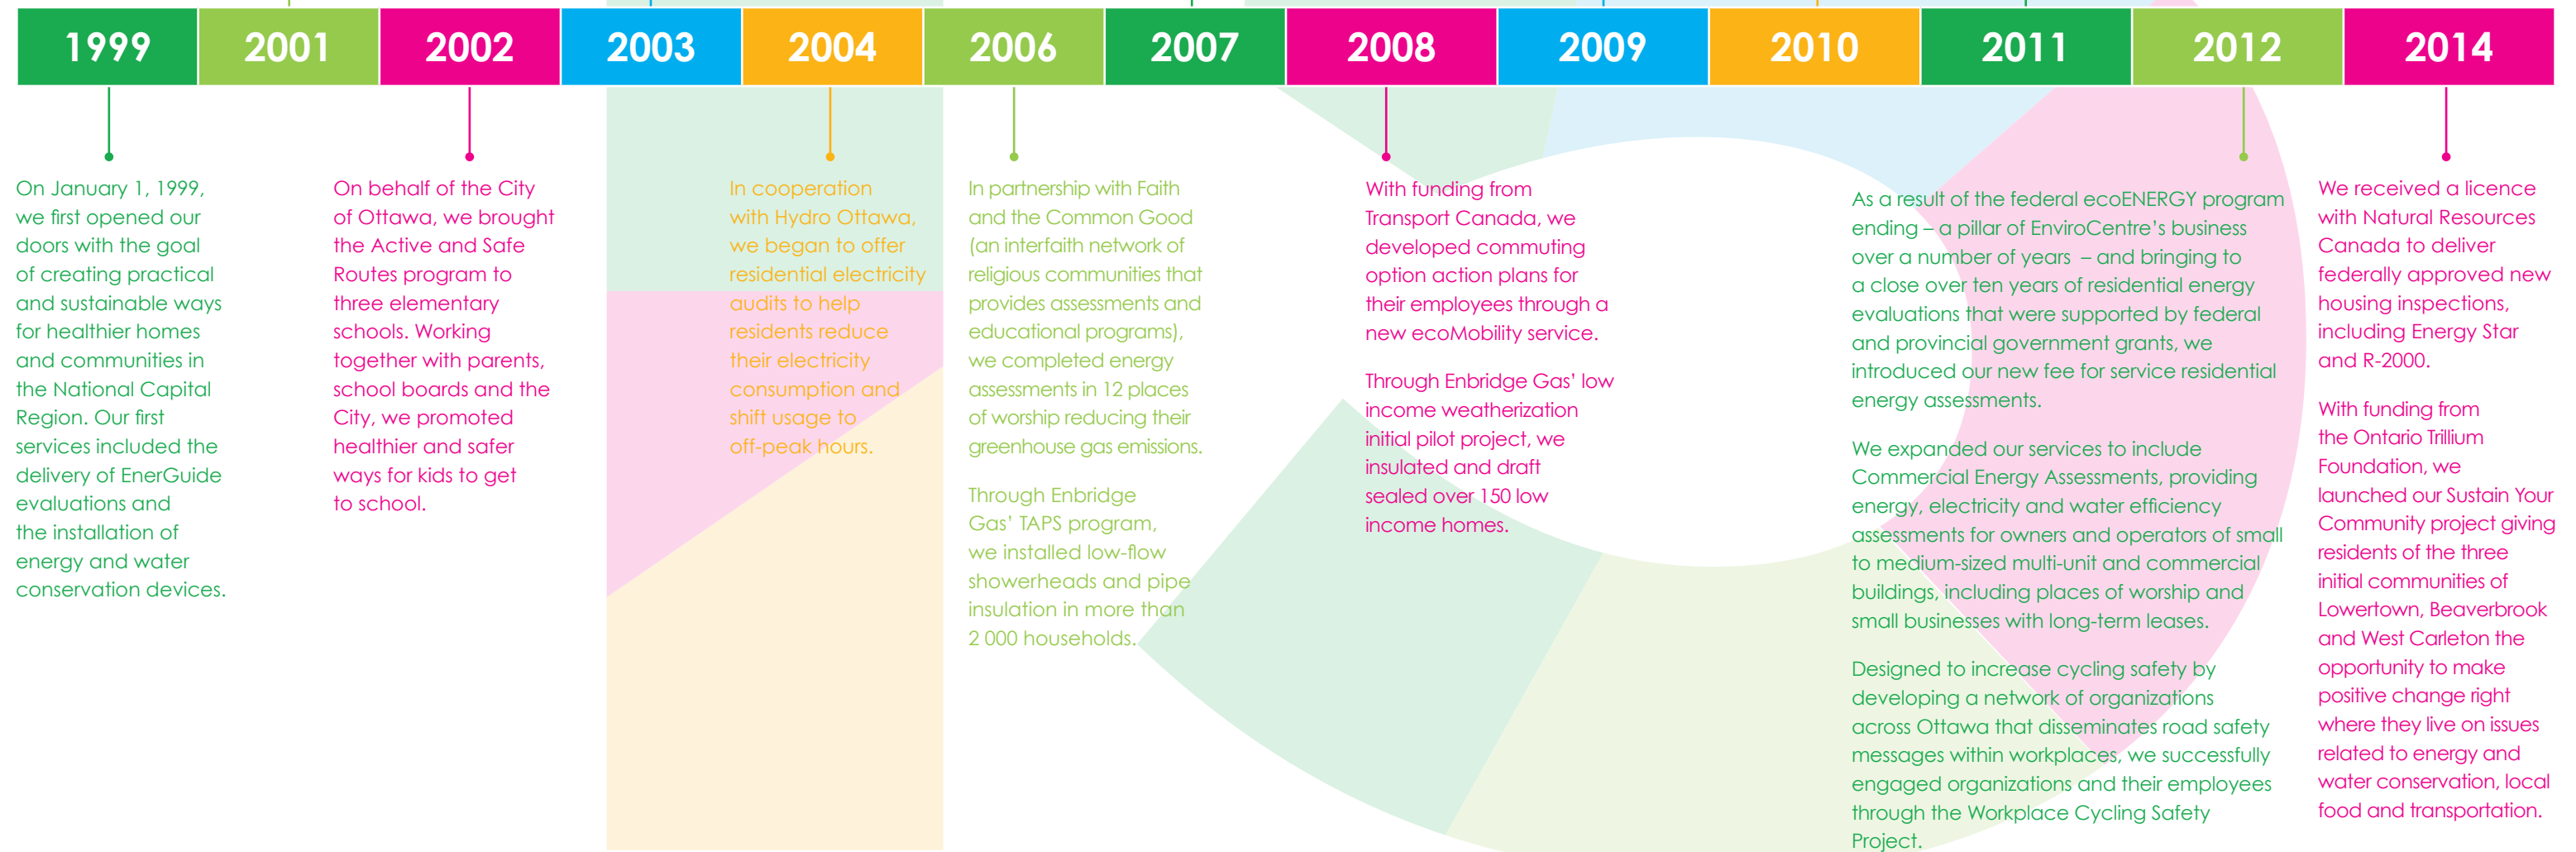 1999 2001 2002 2003 2004 2006 2007 2008 2009 2010 2011 2012 2014
On January 1, 1999,
we first opened our
doors with the goal
of creating practical
and sustainable ways
for healthier homes
and communities in
the National Capital
Region. Our first
services included the
delivery of EnerGuide
evaluations and
the installation of
energy and water
conservation devices.
On behalf of the City
of Ottawa, we brought
the Active and Safe
Routes program to
three elementary
schools. Working
together with parents,
school boards and the
City, we promoted
healthier and safer
ways for kids to get
to school.
In cooperation
with Hydro Ottawa,
we began to offer
residential electricity
audits to help
residents reduce
their electricity
consumption and
shift usage to
off-peak hours.
In partnership with Faith
and the Common Good
(an interfaith network of
religious communities that
provides assessments and
educational programs),
we completed energy
assessments in 12 places
of worship reducing their
greenhouse gas emissions.
Through Enbridge
Gas’ TAPS program,
we installed low-flow
showerheads and pipe
insulation in more than
2 000 households.
With funding from
Transport Canada, we
developed commuting
option action plans for
their employees through a
new ecoMobility service.
Through Enbridge Gas’ low
income weatherization
initial pilot project, we
insulated and draft
sealed over 150 low
income homes.
As a result of the federal ecoENERGY program
ending – a pillar of EnviroCentre’s business
over a number of years – and bringing to
a close over ten years of residential energy
evaluations that were supported by federal
and provincial government grants, we
introduced our new fee for service residential
energy assessments.
We expanded our services to include
Commercial Energy Assessments, providing
energy, electricity and water efficiency
assessments for owners and operators of small
to medium-sized multi-unit and commercial
buildings, including places of worship and
small businesses with long-term leases.
Designed to increase cycling safety by
developing a network of organizations
across Ottawa that disseminates road safety
messages within workplaces, we successfully
engaged organizations and their employees
through the Workplace Cycling Safety
Project.
We received a licence
with Natural Resources
Canada to deliver
federally approved new
housing inspections,
including Energy Star
and R-2000.
With funding from
the Ontario Trillium
Foundation, we
launched our Sustain Your
Community project giving
residents of the three
initial communities of
Lowertown, Beaverbrook
and West Carleton the
opportunity to make
positive change right
where they live on issues
related to energy and
water conservation, local
food and transportation.